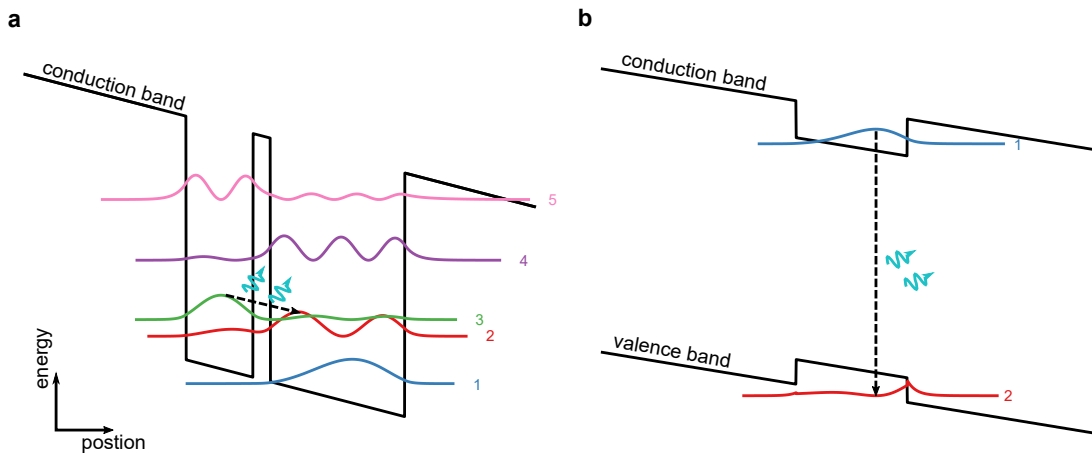 a
conduction band
5
4
3
2
1
energy
postion
b
conduction band
1
valence band
2